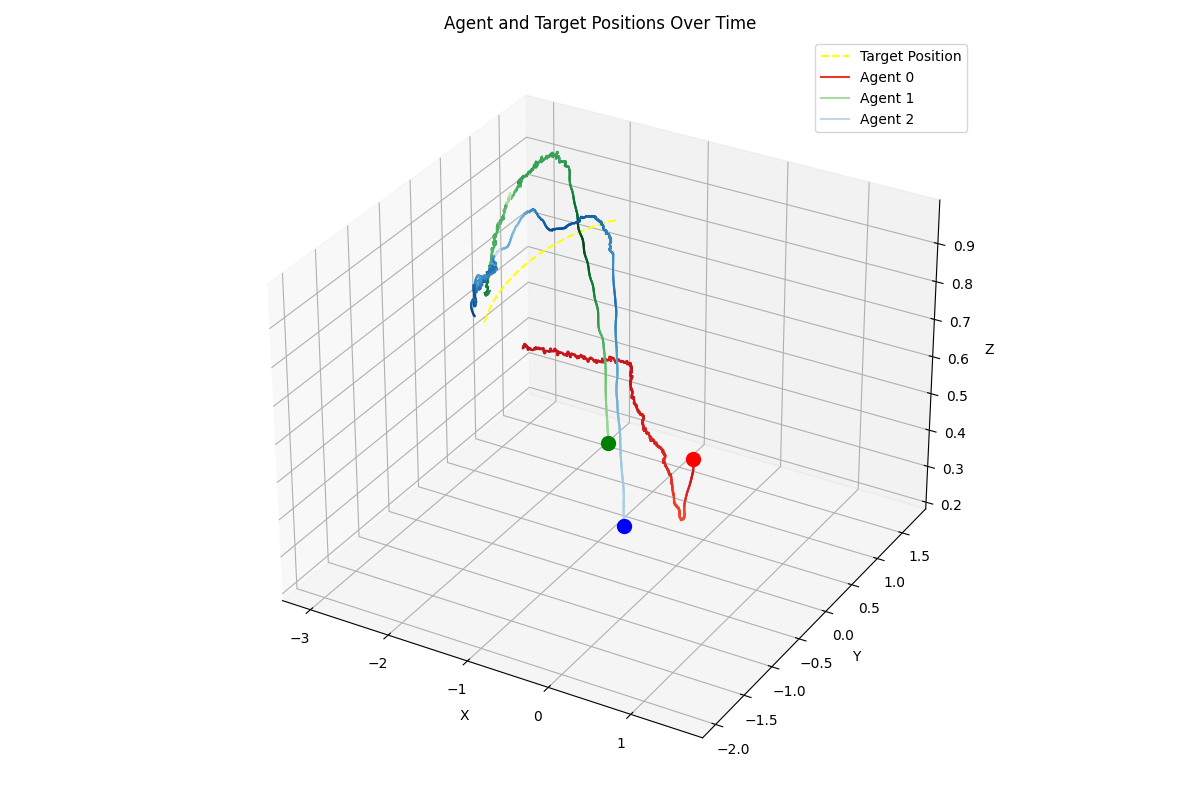 Agent and Target Positions Over Time
Target Position
Agent 0
Agent 1
Agent 2
0.9
0.8
0.7
Z
0.6
0.5
0.4
0.3
0.2
1.5
1.0
0.5
0.0
Y
−0.5
−1.0
−1.5
−2.0
−3
−2
−1
X
0
1